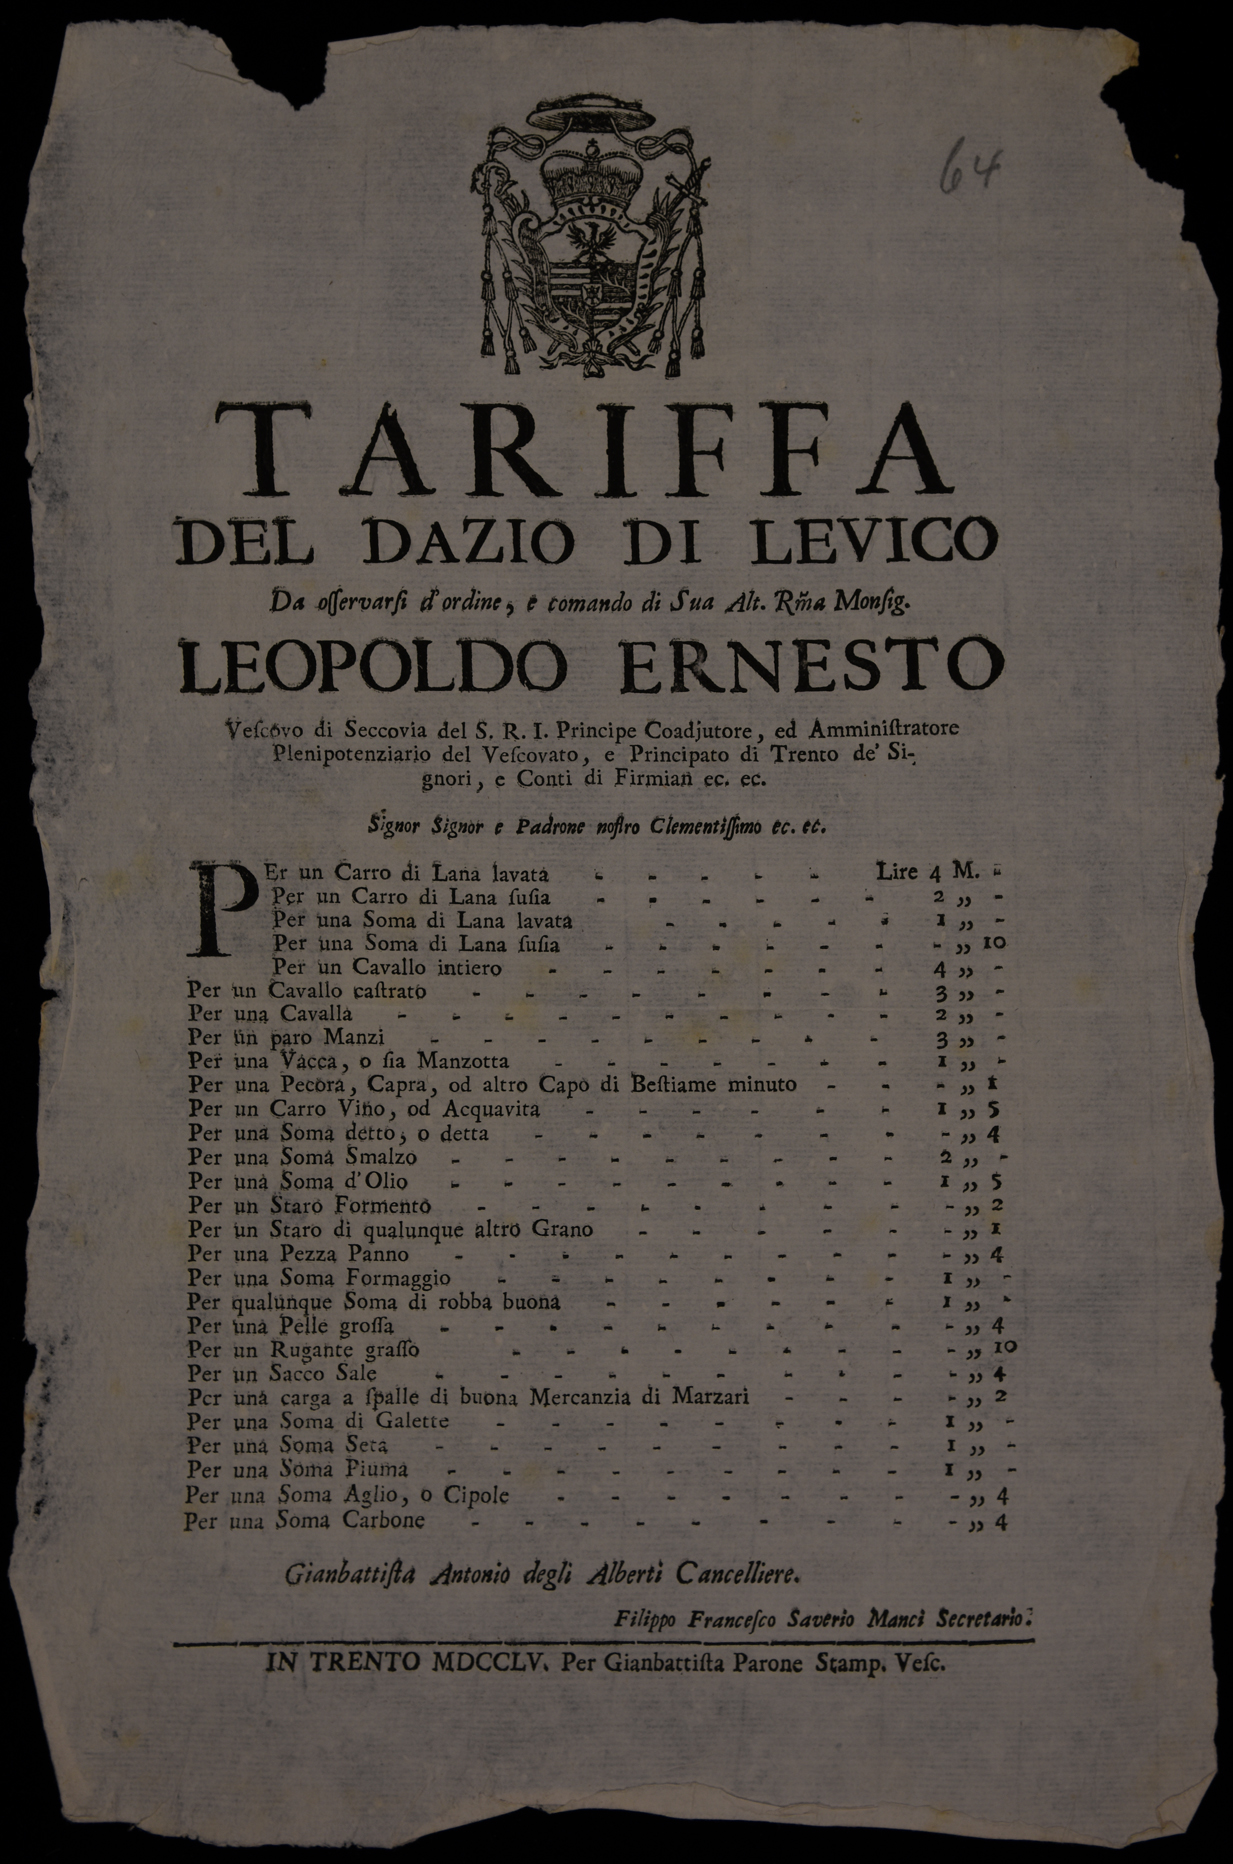 64
TARIFFA
DEL DAZIO DI LEVICO
Da oſſervarſi d'ordine, e comando di Sua Alt. Rm̃a Monſig.
LEOPOLDO ERNESTO
Veſcovo di Seccovia del S. R. I. Principe Coadjutore, ed Amminiſtratore
Plenipotenziario del Veſcovato, e Principato di Trento de' Si-
gnori, e Conti di Firmian ec. ec.
Signor Signor e Padrone noſtro Clementiſſimo ec. ec.
PEr un Carro di Lana lavata - - - - - Lire 4 M. -
Per un Carro di Lana ſuſia - - - - - - 2 ,, -
Per una Soma di Lana lavata - - - - - 1 ,, -
Per una Soma di Lana ſuſia - - - - - - - ,, 10
Per un Cavallo intiero - - - - - - - 4 ,, -
Per un Cavallo caſtrato - - - - - - - - 3 ,, -
Per una Cavalla - - - - - - - - - - 2 ,, -
Per un paro Manzi - - - - - - - - - 3 ,, -
Per una Vacca, o ſia Manzotta - - - - - - - 1 ,, -
Per una Pecora, Capra, od altro Capo di Beſtiame minuto - - - ,, 1
Per un Carro Vino, od Acquavita - - - - - - 1 ,, 5
Per una Soma detto, o detta - - - - - - - - ,, 4
Per una Soma Smalzo - - - - - - - - - 2 ,, -
Per una Soma d'Olio - - - - - - - - - 1 ,, 5
Per un Staro Formento - - - - - - - - - ,, 2
Per un Staro di qualunque altro Grano - - - - - - ,, 1
Per una Pezza Panno - - - - - - - - - - ,, 4
Per una Soma Formaggio - - - - - - - - 1 ,, -
Per qualunque Soma di robba buona - - - - - - 1 ,, -
Per una Pelle groſſa - - - - - - - - - - ,, 4
Per un Rugante graſſo - - - - - - - - - ,, 10
Per un Sacco Sale - - - - - - - - - - ,, 4
Per una carga a ſpalle di buona Mercanzia di Marzari - - - - ,, 2
Per una Soma di Galette - - - - - - - - 1 ,, -
Per una Soma Seta - - - - - - - - - 1 ,, -
Per una Soma Piuma - - - - - - - - - 1 ,, -
Per una Soma Aglio, o Cipole - - - - - - - - ,, 4
Per una Soma Carbone - - - - - - - - - ,, 4
Gianbattiſta Antonio degli Alberti Cancelliere.
Filippo Franceſco Saverio Manci Secretario.
IN TRENTO MDCCLV. Per Gianbattiſta Parone Stamp. Veſc.